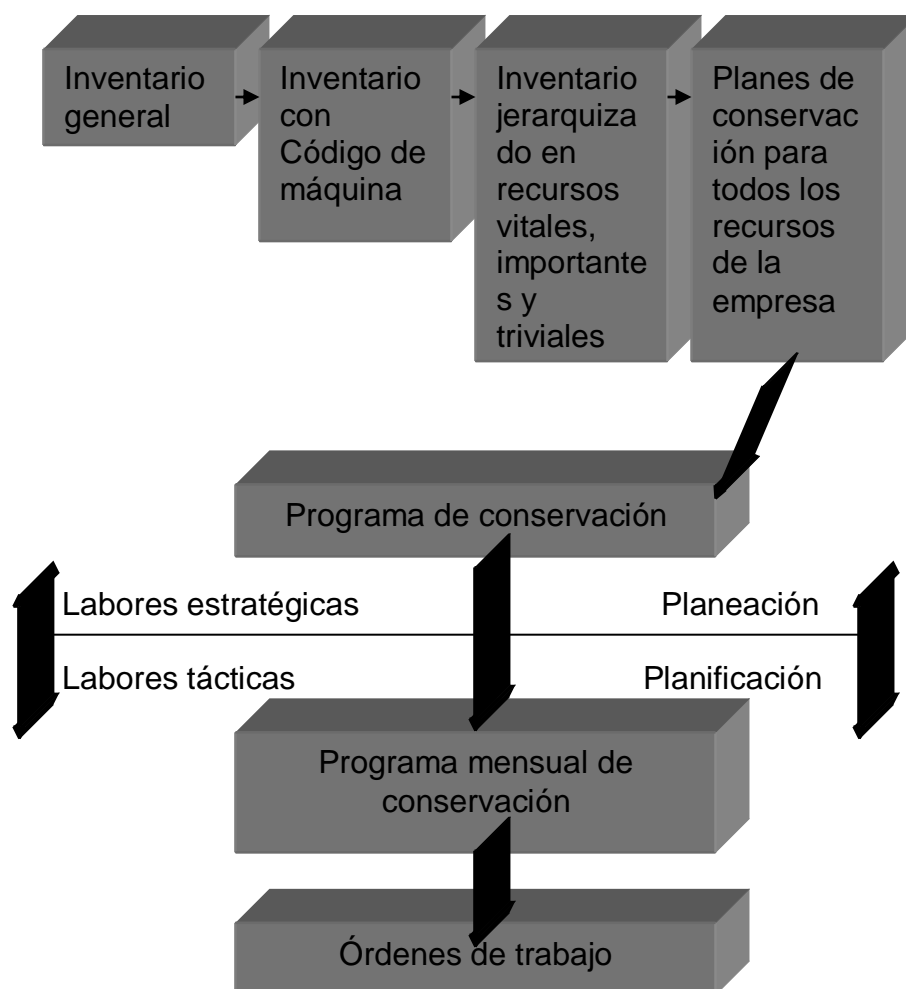 Inventario
general
Inventario
con
Código de
máquina
Inventario
jerarquiza
do en
recursos
vitales,
importante
s y
triviales
Planes de
conservac
ión para
todos los
recursos
de la
empresa
Programa de conservación
Labores estratégicas
Planeación
Labores tácticas
Planificación
Programa mensual de
conservación
Órdenes de trabajo